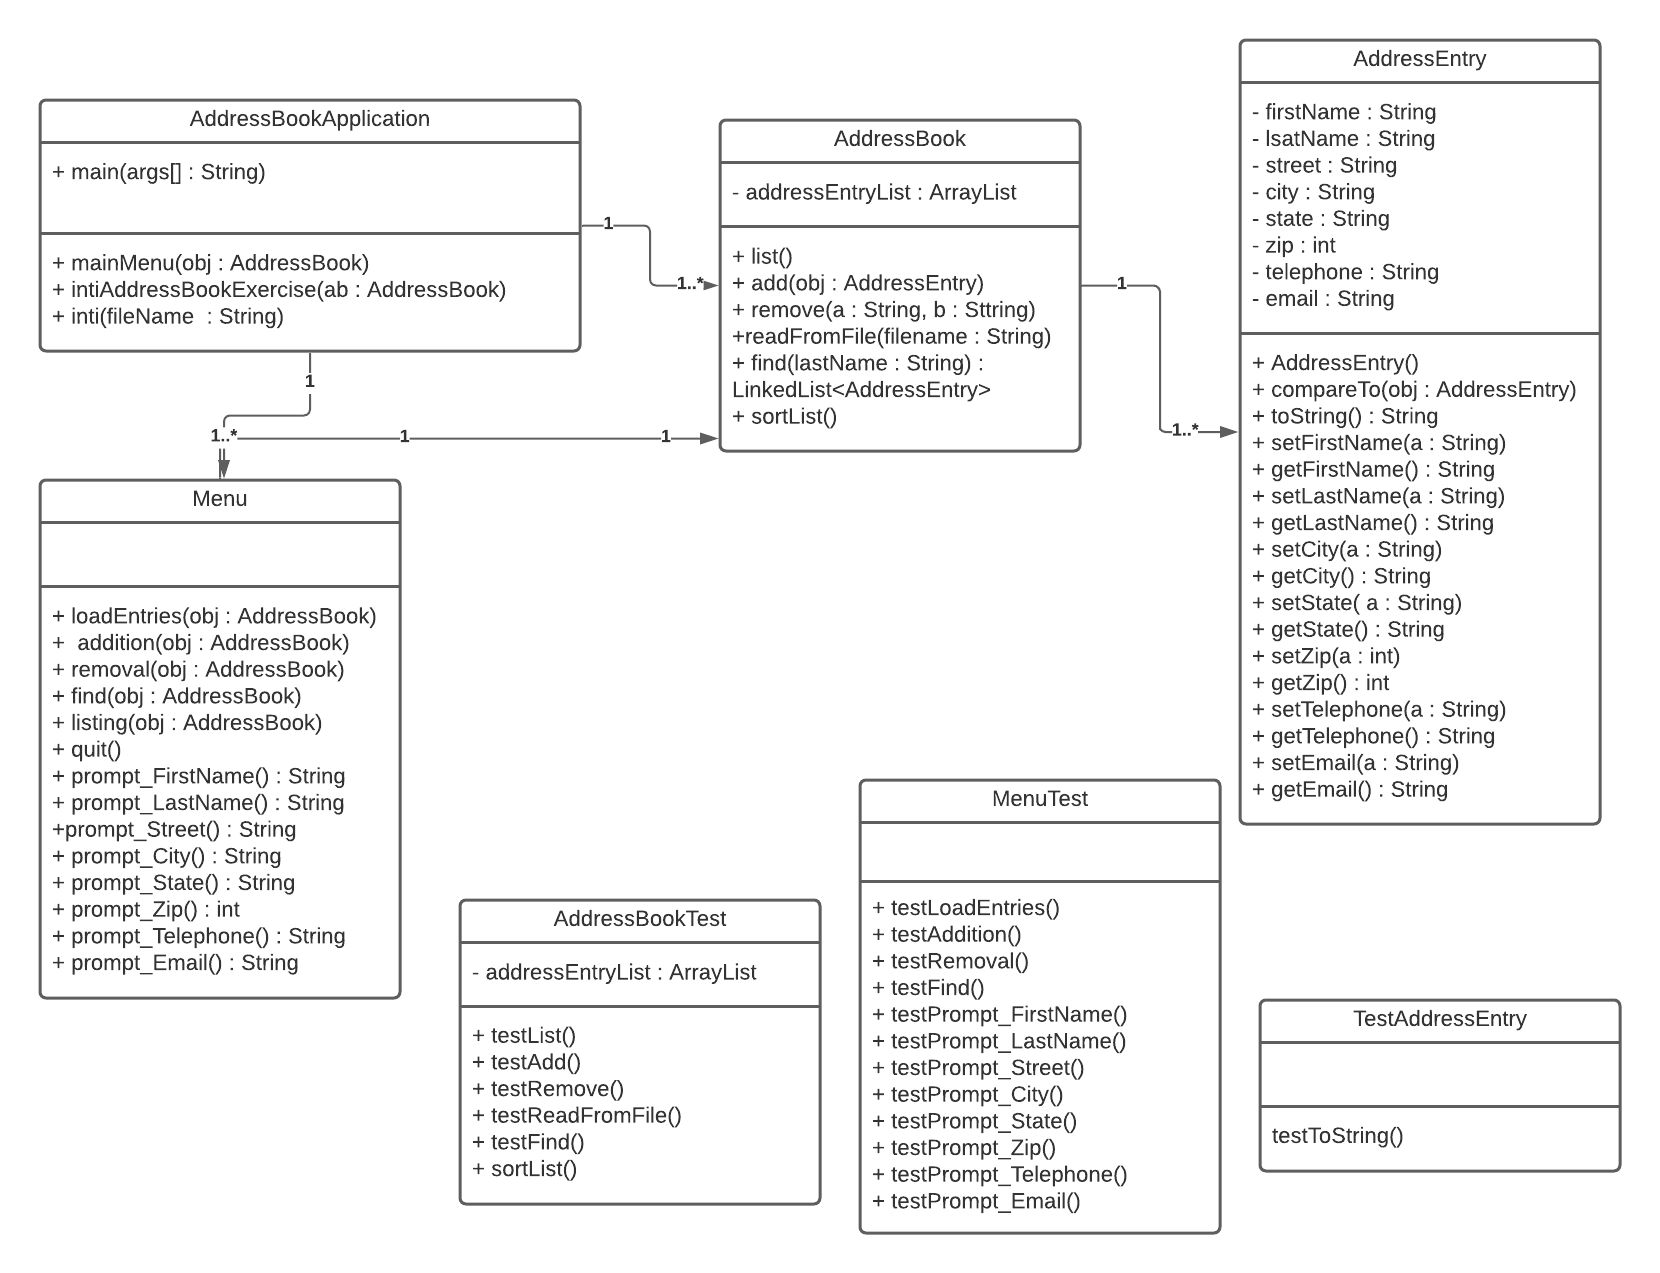 AddressBookApplication
+ main(args[] : String)
+ mainMenu(obj : AddressBook)
+ intiAddressBookExercise(ab : AddressBook)
+ inti(fileName  : String)
1
1..*
1
1..*
1
1
AddressBook
- addressEntryList : ArrayList
+ list()
+ add(obj : AddressEntry)
+ remove(a : String, b : Sttring)
+readFromFile(filename : String)
+ find(lastName : String) :
LinkedList<AddressEntry>
+ sortList()
1
1..*
AddressEntry
- firstName : String
- lsatName : String
- street : String
- city : String
- state : String
- zip : int
- telephone : String
- email : String
+ AddressEntry()
+ compareTo(obj : AddressEntry)
+ toString() : String
+ setFirstName(a : String)
+ getFirstName() : String
+ setLastName(a : String)
+ getLastName() : String
+ setCity(a : String)
+ getCity() : String
+ setState( a : String)
+ getState() : String
+ setZip(a : int)
+ getZip() : int
+ setTelephone(a : String)
+ getTelephone() : String
+ setEmail(a : String)
+ getEmail() : String
Menu
+ loadEntries(obj : AddressBook)
+  addition(obj : AddressBook)
+ removal(obj : AddressBook)
+ find(obj : AddressBook)
+ listing(obj : AddressBook)
+ quit()
+ prompt_FirstName() : String
+ prompt_LastName() : String
+prompt_Street() : String
+ prompt_City() : String
+ prompt_State() : String
+ prompt_Zip() : int
+ prompt_Telephone() : String
+ prompt_Email() : String
AddressBookTest
- addressEntryList : ArrayList
+ testList()
+ testAdd()
+ testRemove()
+ testReadFromFile()
+ testFind()
+ sortList()
MenuTest
+ testLoadEntries()
+ testAddition()
+ testRemoval()
+ testFind()
+ testPrompt_FirstName()
+ testPrompt_LastName()
+ testPrompt_Street()
+ testPrompt_City()
+ testPrompt_State()
+ testPrompt_Zip()
+ testPrompt_Telephone()
+ testPrompt_Email()
TestAddressEntry
testToString()